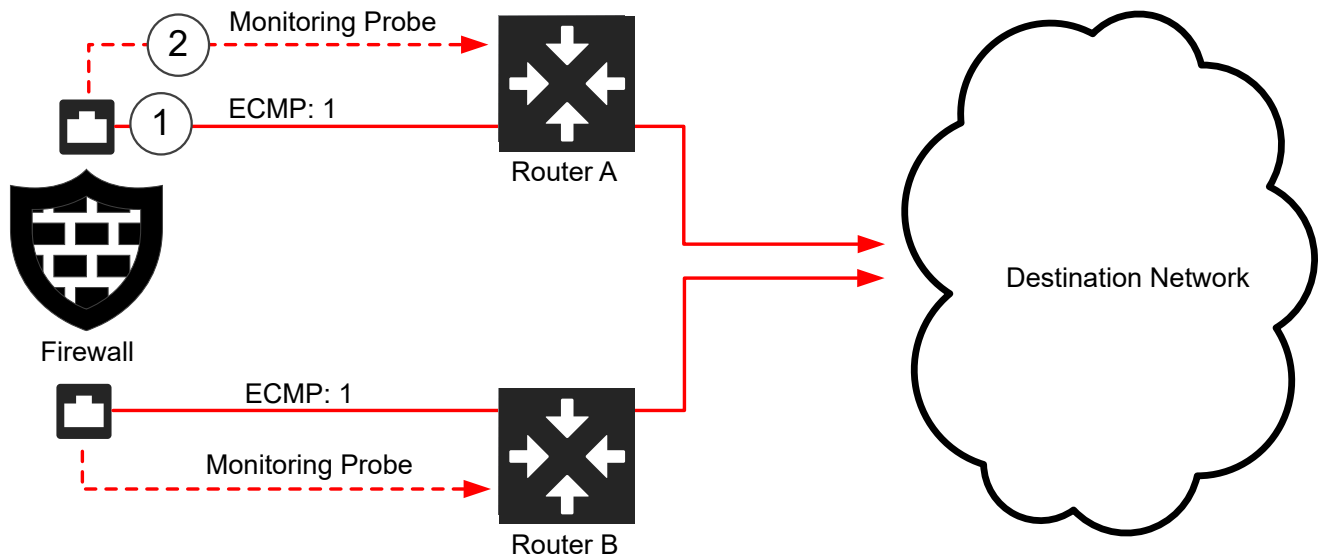 Monitoring Probe
2
1
ECMP: 1
Router A
Firewall
Destination Network
ECMP: 1
Monitoring Probe
Router B